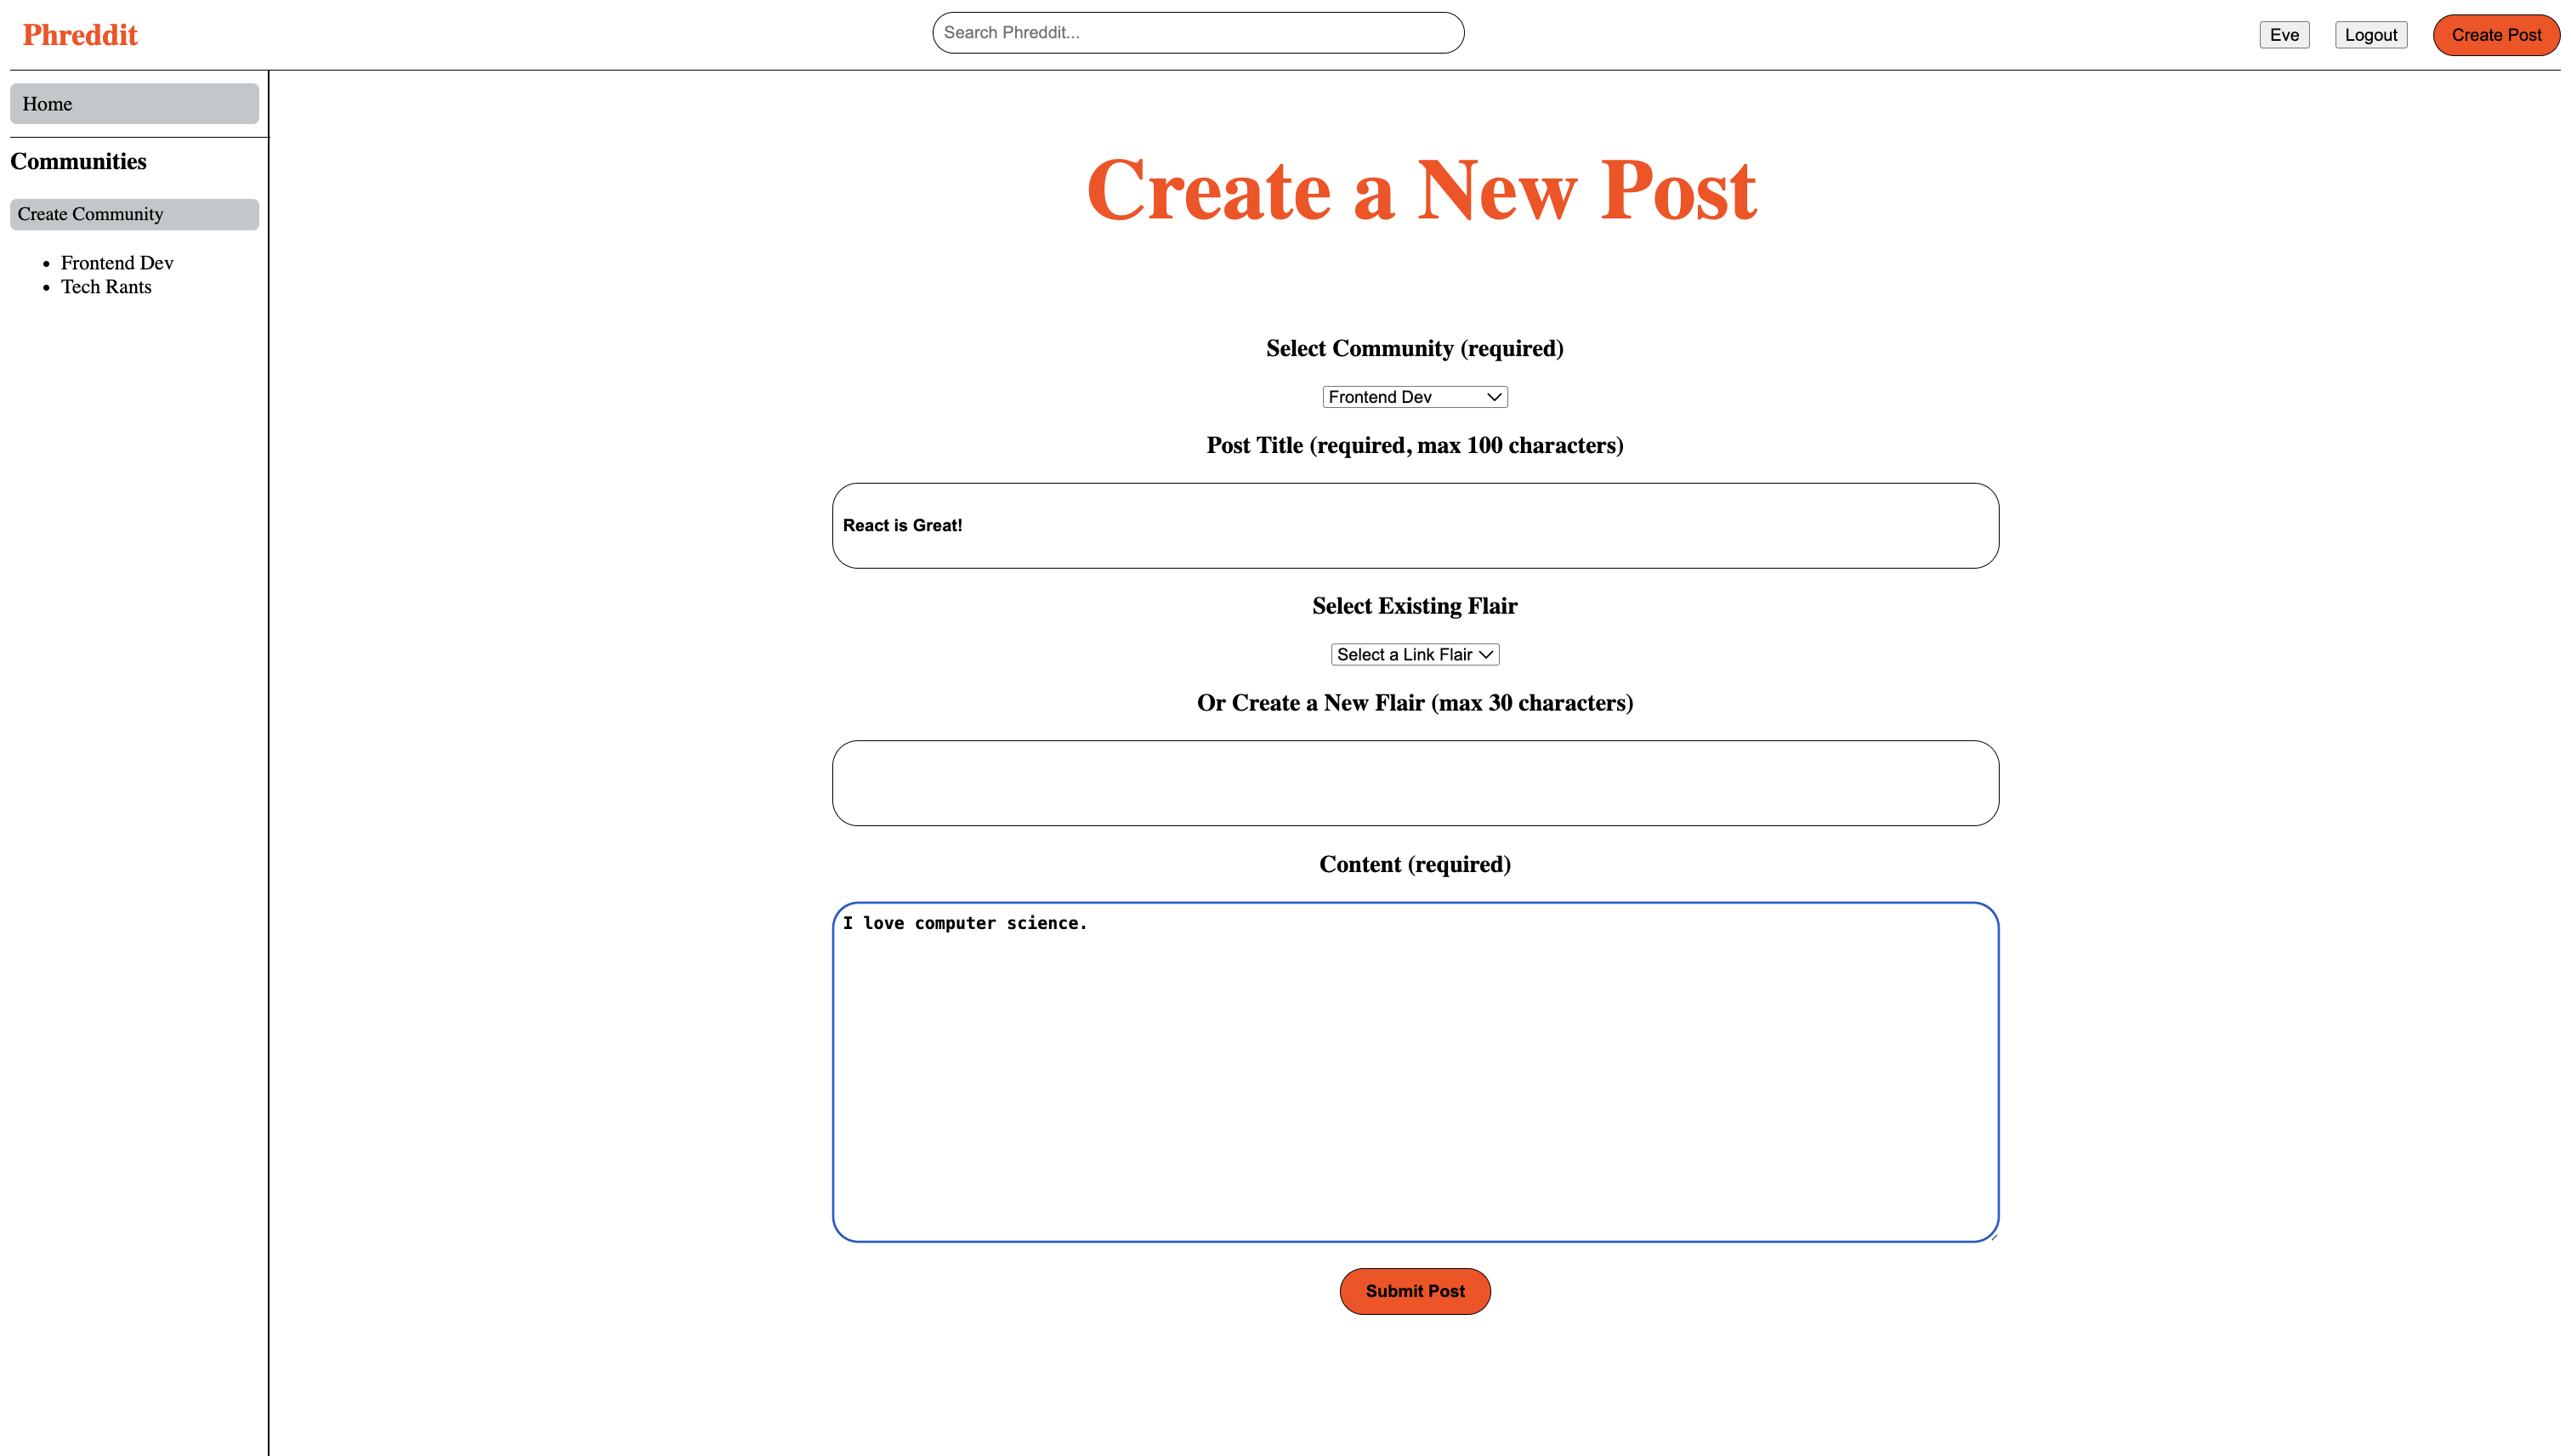 Phreddit
Search Phreddit...
Eve
Logout
Create Post
Home
Communities
Create Community
Frontend Dev
Tech Rants
Create a New Post
Select Community (required)
Frontend Dev
Post Title (required, max 100 characters)
React is Great!
Select Existing Flair
Select a Link Flair
Or Create a New Flair (max 30 characters)
Content (required)
I love computer science.
Submit Post